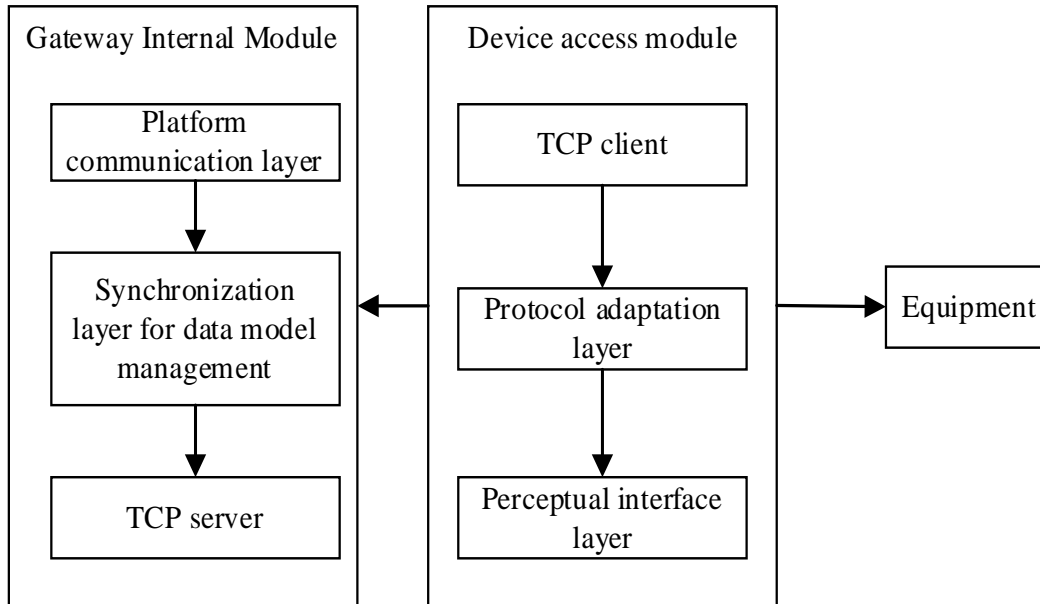 Gateway Internal Module
Platform
communication layer
Synchronization
layer for data model
management
TCP server
Device access module
TCP client
Protocol adaptation
layer
Perceptual interface
layer
Equipment